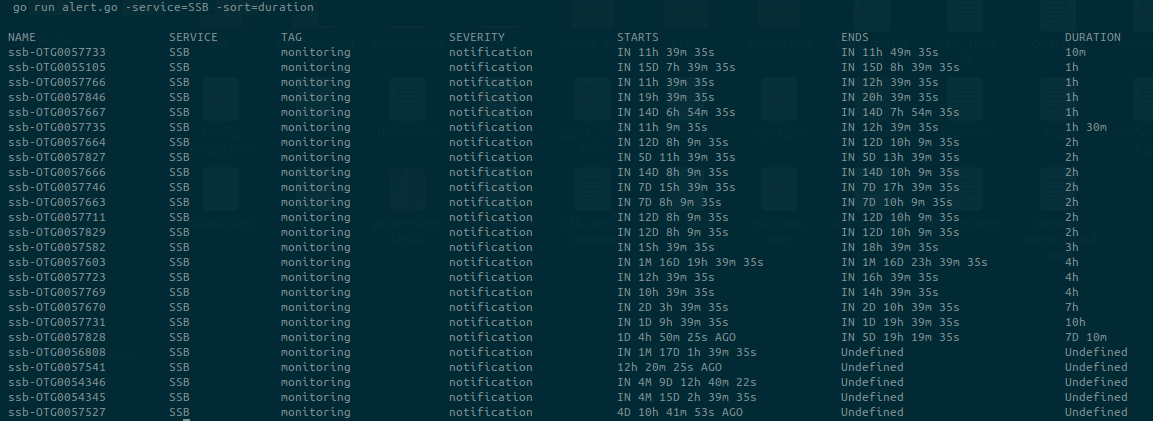 go run alert.go -service=SSB -sort=duration
NAME SERVICE TAG SEVERITY STARTS ENDS DURATION
ssb-OTG0057733 SSB monitoring notification IN 11h 39m 35s IN 11h 49m 35s 10m
ssb-OTG0055105 SSB monitoring notification IN 15D 7h 39m 35s IN 15D 8h 39m 35s 1h
ssb-OTG0057766 SSB monitoring notification IN 11h 39m 35s IN 12h 39m 35s 1h
ssb-OTG0057846 SSB monitoring notification IN 19h 39m 35s IN 20h 39m 35s 1h
ssb-OTG0057667 SSB monitoring notification IN 14D 6h 54m 35s IN 14D 7h 54m 35s 1h
ssb-OTG0057735 SSB monitoring notification IN 11h 9m 35s IN 12h 39m 35s 1h 30m
ssb-OTG0057664 SSB monitoring notification IN 12D 8h 9m 35s IN 12D 10h 9m 35s 2h
ssb-OTG0057827 SSB monitoring notification IN 5D 11h 39m 35s IN 5D 13h 39m 35s 2h
ssb-OTG0057666 SSB monitoring notification IN 14D 8h 9m 35s IN 14D 10h 9m 35s 2h
ssb-OTG0057746 SSB monitoring notification IN 7D 15h 39m 35s IN 7D 17h 39m 35s 2h
ssb-OTG0057663 SSB monitoring notification IN 7D 8h 9m 35s IN 7D 10h 9m 35s 2h
ssb-OTG0057711 SSB monitoring notification IN 12D 8h 9m 35s IN 12D 10h 9m 35s 2h
ssb-OTG0057829 SSB monitoring notification IN 12D 8h 9m 35s IN 12D 10h 9m 35s 2h
ssb-OTG0057582 SSB monitoring notification IN 15h 39m 35s IN 18h 39m 35s 3h
ssb-OTG0057603 SSB monitoring notification IN 1M 16D 19h 39m 35s IN 1M 16D 23h 39m 35s 4h
ssb-OTG0057723 SSB monitoring notification IN 12h 39m 35s IN 16h 39m 35s 4h
ssb-OTG0057769 SSB monitoring notification IN 10h 39m 35s IN 14h 39m 35s 4h
ssb-OTG0057670 SSB monitoring notification IN 2D 3h 39m 35s IN 2D 10h 39m 35s 7h
ssb-OTG0057731 SSB monitoring notification IN 1D 9h 39m 35s IN 1D 19h 39m 35s 10h
ssb-OTG0057828 SSB monitoring notification 1D 4h 50m 25s AGO IN 5D 19h 19m 35s 7D 10m
ssb-OTG0056808 SSB monitoring notification IN 1M 17D 1h 39m 35s Undefined Undefined
ssb-OTG0057541 SSB monitoring notification 12h 20m 25s AGO Undefined Undefined
ssb-OTG0054346 SSB monitoring notification IN 4M 9D 12h 40m 22s Undefined Undefined
ssb-OTG0054345 SSB monitoring notification IN 4M 15D 2h 39m 35s Undefined Undefined
ssb-OTG0057527 SSB monitoring notification 4D 10h 41m 53s AGO Undefined Undefined